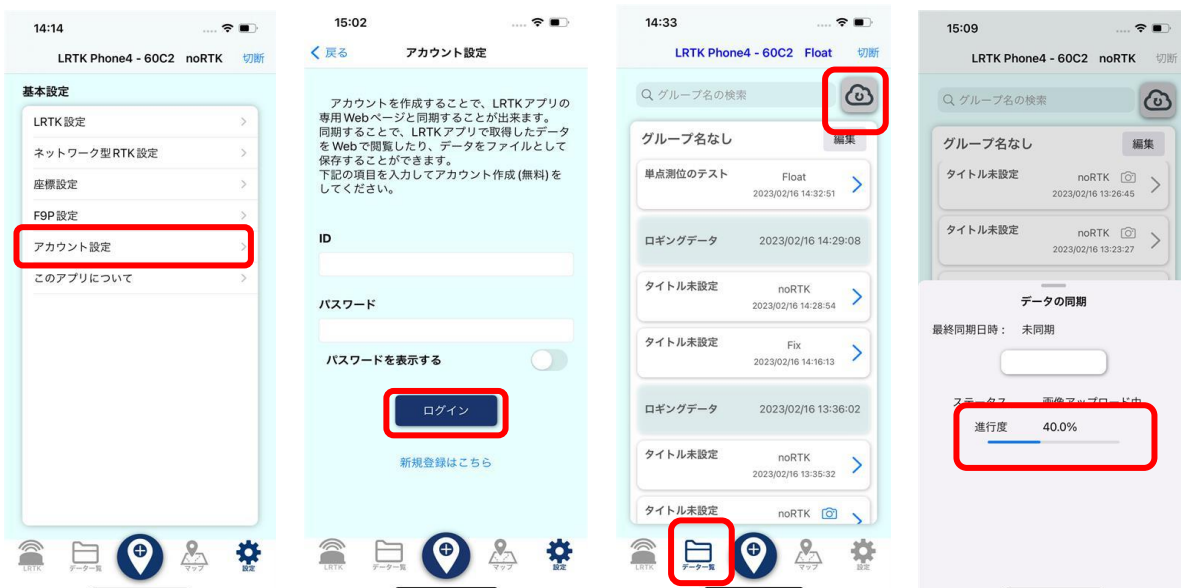 14:14
LRTK Phone4 - 60C2 noRTK 切断
基本設定
LRTK設定
ネットワーク型RTK設定
座標設定
F9P設定
アカウント設定
このアプリについて
LRTK
データ一覧
マップ
設定
15:02
戻る アカウント設定
アカウントを作成することで、LRTKアプリの
専用Webページと同期することが出来ます。
同期することで、LRTKアプリで取得したデータ
をWebで閲覧したり、データをファイルとして
保存することができます。
下記の項目を入力してアカウント作成(無料)を
してください。
ID
パスワード
パスワードを表示する
ログイン
新規登録はこちら
LRTK
データ一覧
マップ
設定
14:33
LRTK Phone4 - 60C2 Float 切断
グループ名の検索
グループ名なし 編集
単点測位のテスト Float
2023/02/16 14:32:51
ロギングデータ 2023/02/16 14:29:08
タイトル未設定 noRTK
2023/02/16 14:28:54
タイトル未設定 Fix
2023/02/16 14:16:13
ロギングデータ 2023/02/16 13:36:02
タイトル未設定 noRTK
2023/02/16 13:35:32
タイトル未設定 noRTK
LRTK
データ一覧
マップ
設定
15:09
LRTK Phone4 - 60C2 noRTK 切断
グループ名の検索
グループ名なし 編集
タイトル未設定 noRTK
2023/02/16 13:26:45
タイトル未設定 noRTK
2023/02/16 13:23:27
データの同期
最終同期日時： 未同期
ステータス 画像アップロード中
進行度 40.0%